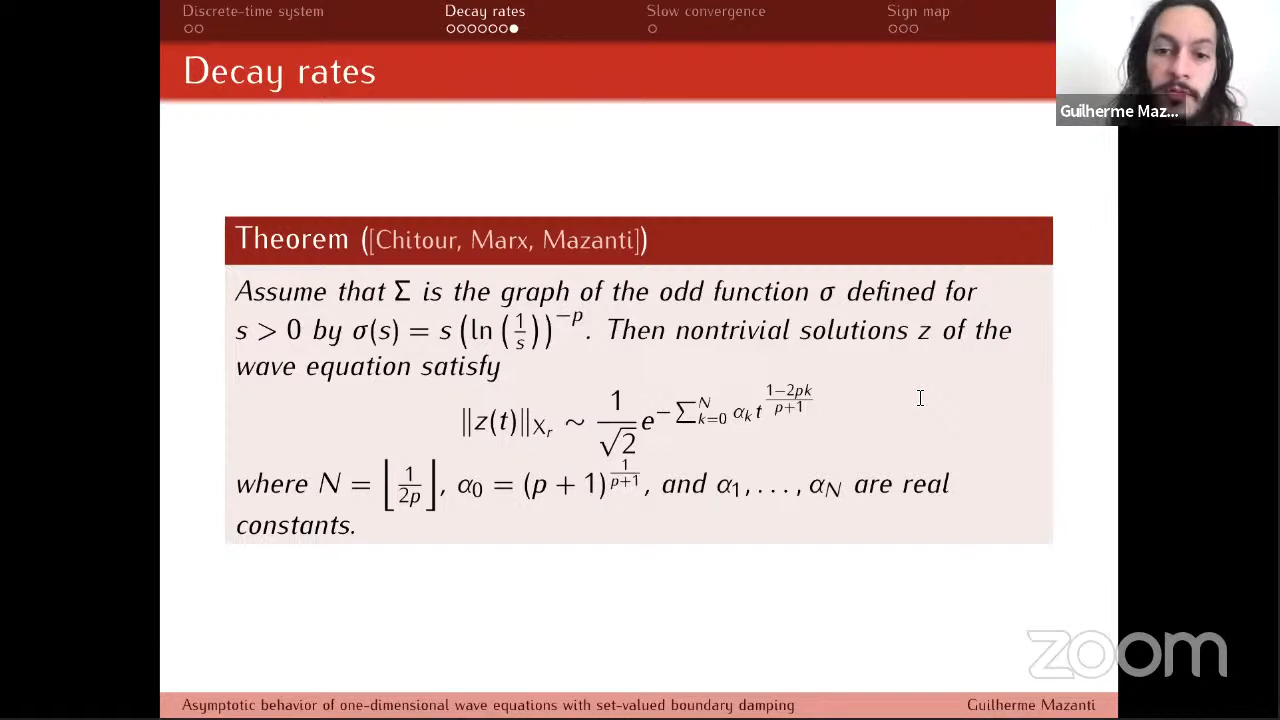 Discrete-time system Decay rates Slow convergence Sign map
Decay rates
Guilherme Maz...
Theorem ([Chitour, Marx, Mazanti])
Assume that Σ is the graph of the odd function σ defined for
s > 0 by σ(s) = s (ln (1/s))^{−p}. Then nontrivial solutions z of the
wave equation satisfy
‖z(t)‖_{X_r} ∼ 1/√2 e^{−∑_{k=0}^{N} α_k t^{(1−2pk)/(p+1)}}
where N = ⌊1/2p⌋, α_0 = (p + 1)^{1/(p+1)}, and α_1, . . . , α_N are real
constants.
zoom
Asymptotic behavior of one-dimensional wave equations with set-valued boundary damping Guilherme Mazanti